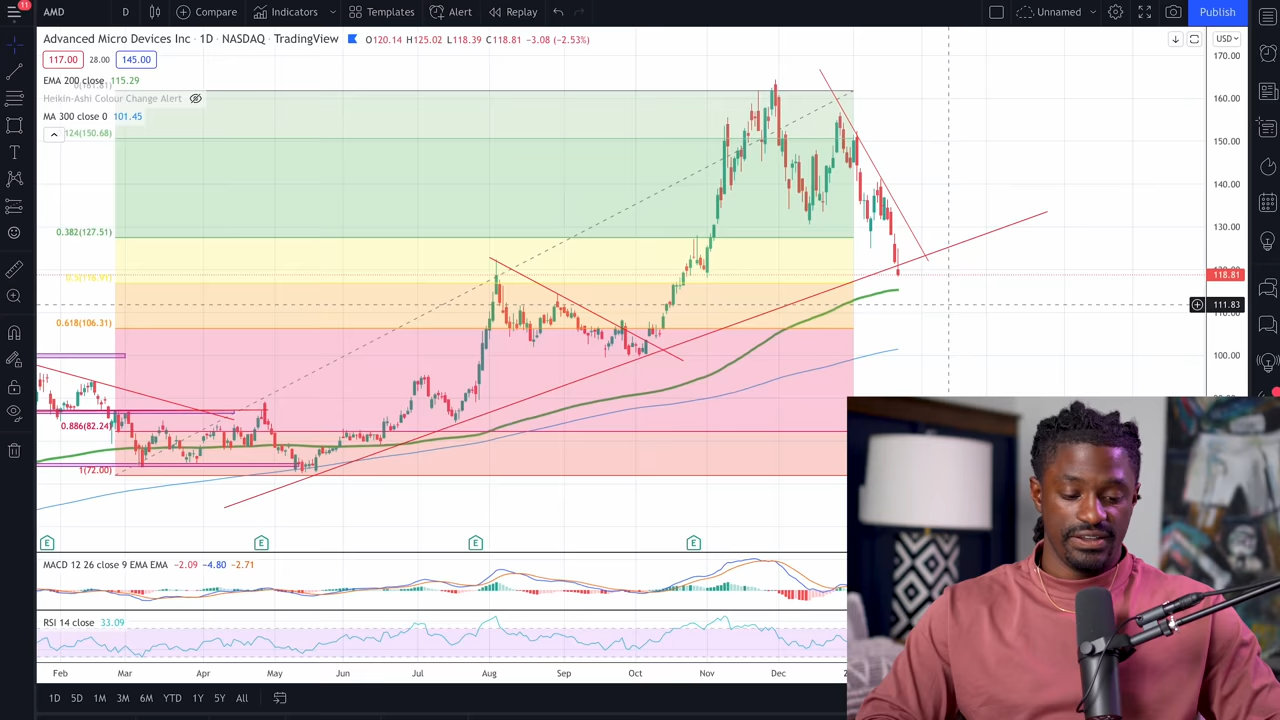 11
AMD D Compare Indicators Templates Alert Replay Unnamed Publish
Advanced Micro Devices Inc · 1D · NASDAQ · TradingView O120.14 H125.02 L118.39 C118.81 −3.08 (−2.53%) USD
117.00 28.00 145.00
EMA 200 close 115.29
Heikin-Ashi Colour Change Alert
MA 300 close 0 101.45
124(150.68)
0.382(127.51)
0.618(106.31)
0.886(82.24)
1(72.00)
170.00
160.00
150.00
140.00
130.00
118.81
111.83
100.00
E E E E
MACD 12 26 close 9 EMA EMA −2.09 −4.80 −2.71
RSI 14 close 33.09
Feb Mar Apr May Jun Jul Aug Sep Oct Nov Dec
1D 5D 1M 3M 6M YTD 1Y 5Y All